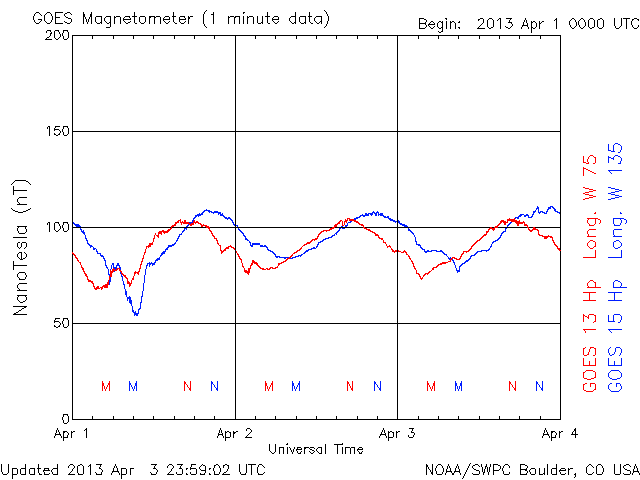 GOES Magnetometer (1 minute data)
Begin: 2013 Apr 1 0000 UTC
200
150
100
50
0
NanoTesla (nT)
M M N N M M N N M M N N
Apr 1 Apr 2 Apr 3 Apr 4
Universal Time
GOES 13 Hp Long. W 75
GOES 15 Hp Long. W 135
Updated 2013 Apr 3 23:59:02 UTC
NOAA/SWPC Boulder, CO USA